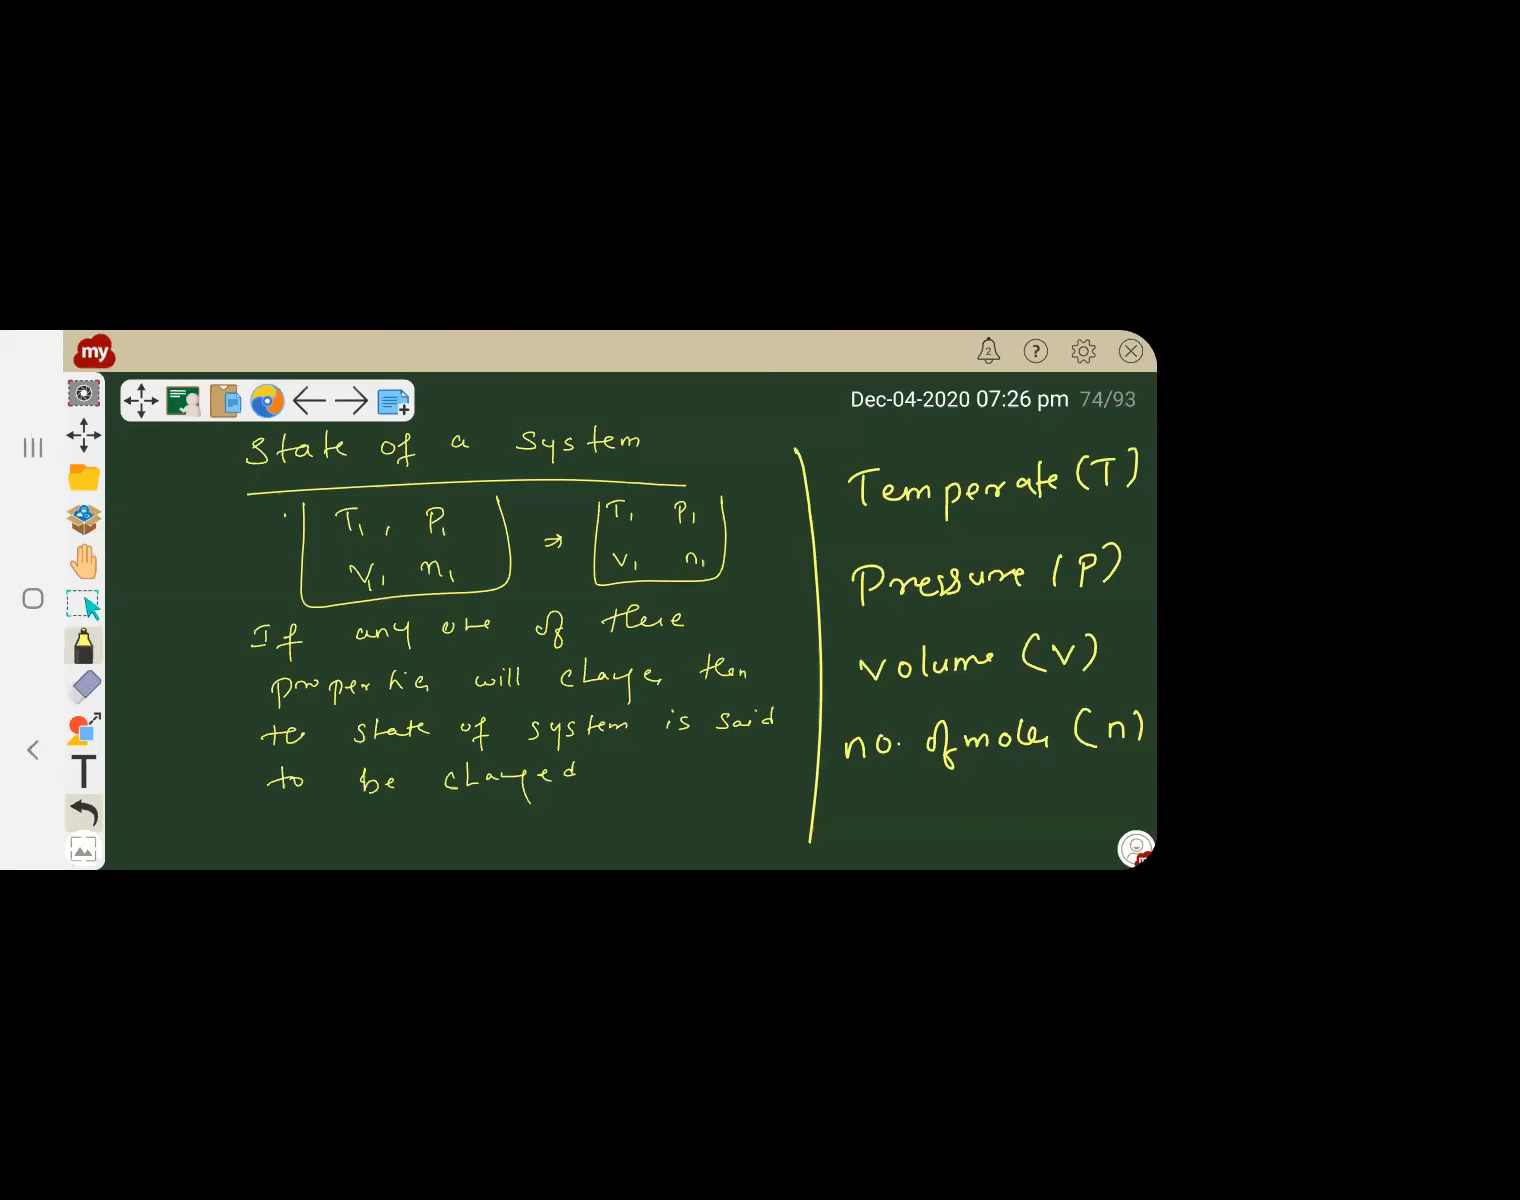 my
2
?
Dec-04-2020 07:26 pm 74/93
State of a System
T1 , P1
V1 n1
⇒
T1 P1
V1 n1
If any one of these
properties will change, then
the state of system is said
to be changed
Temperate (T)
Pressure (P)
Volume (V)
no. of moles (n)
T